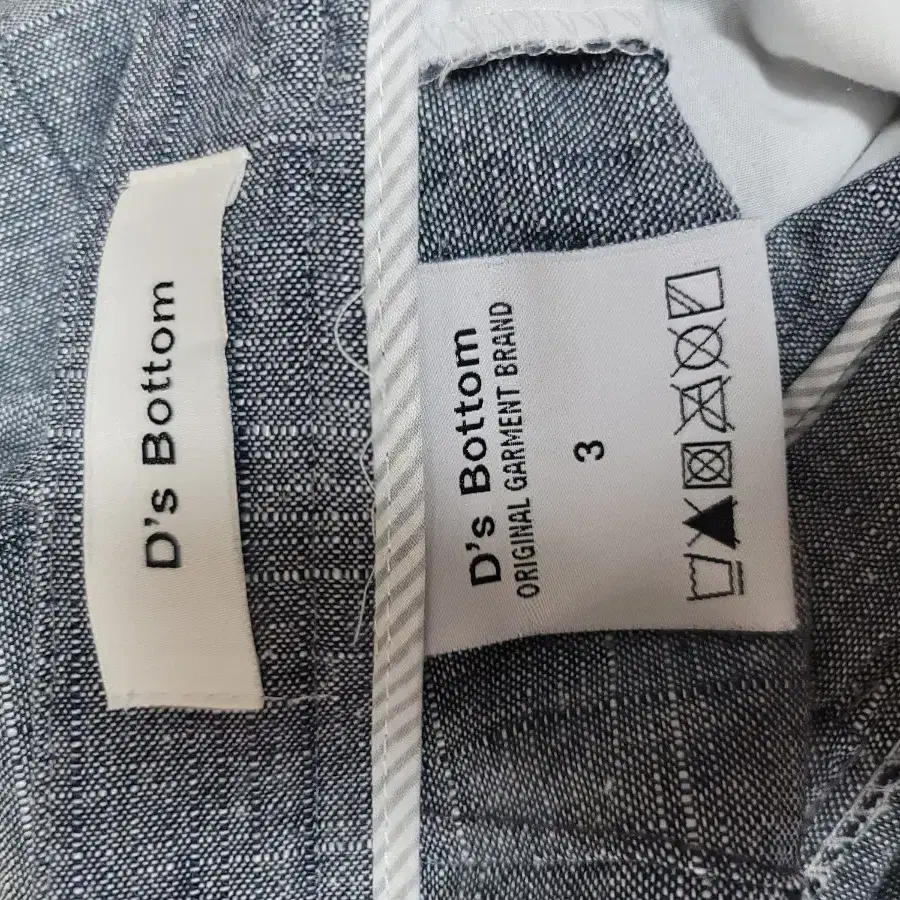 D's Bottom
D's Bottom
ORIGINAL GARMENT BRAND
3